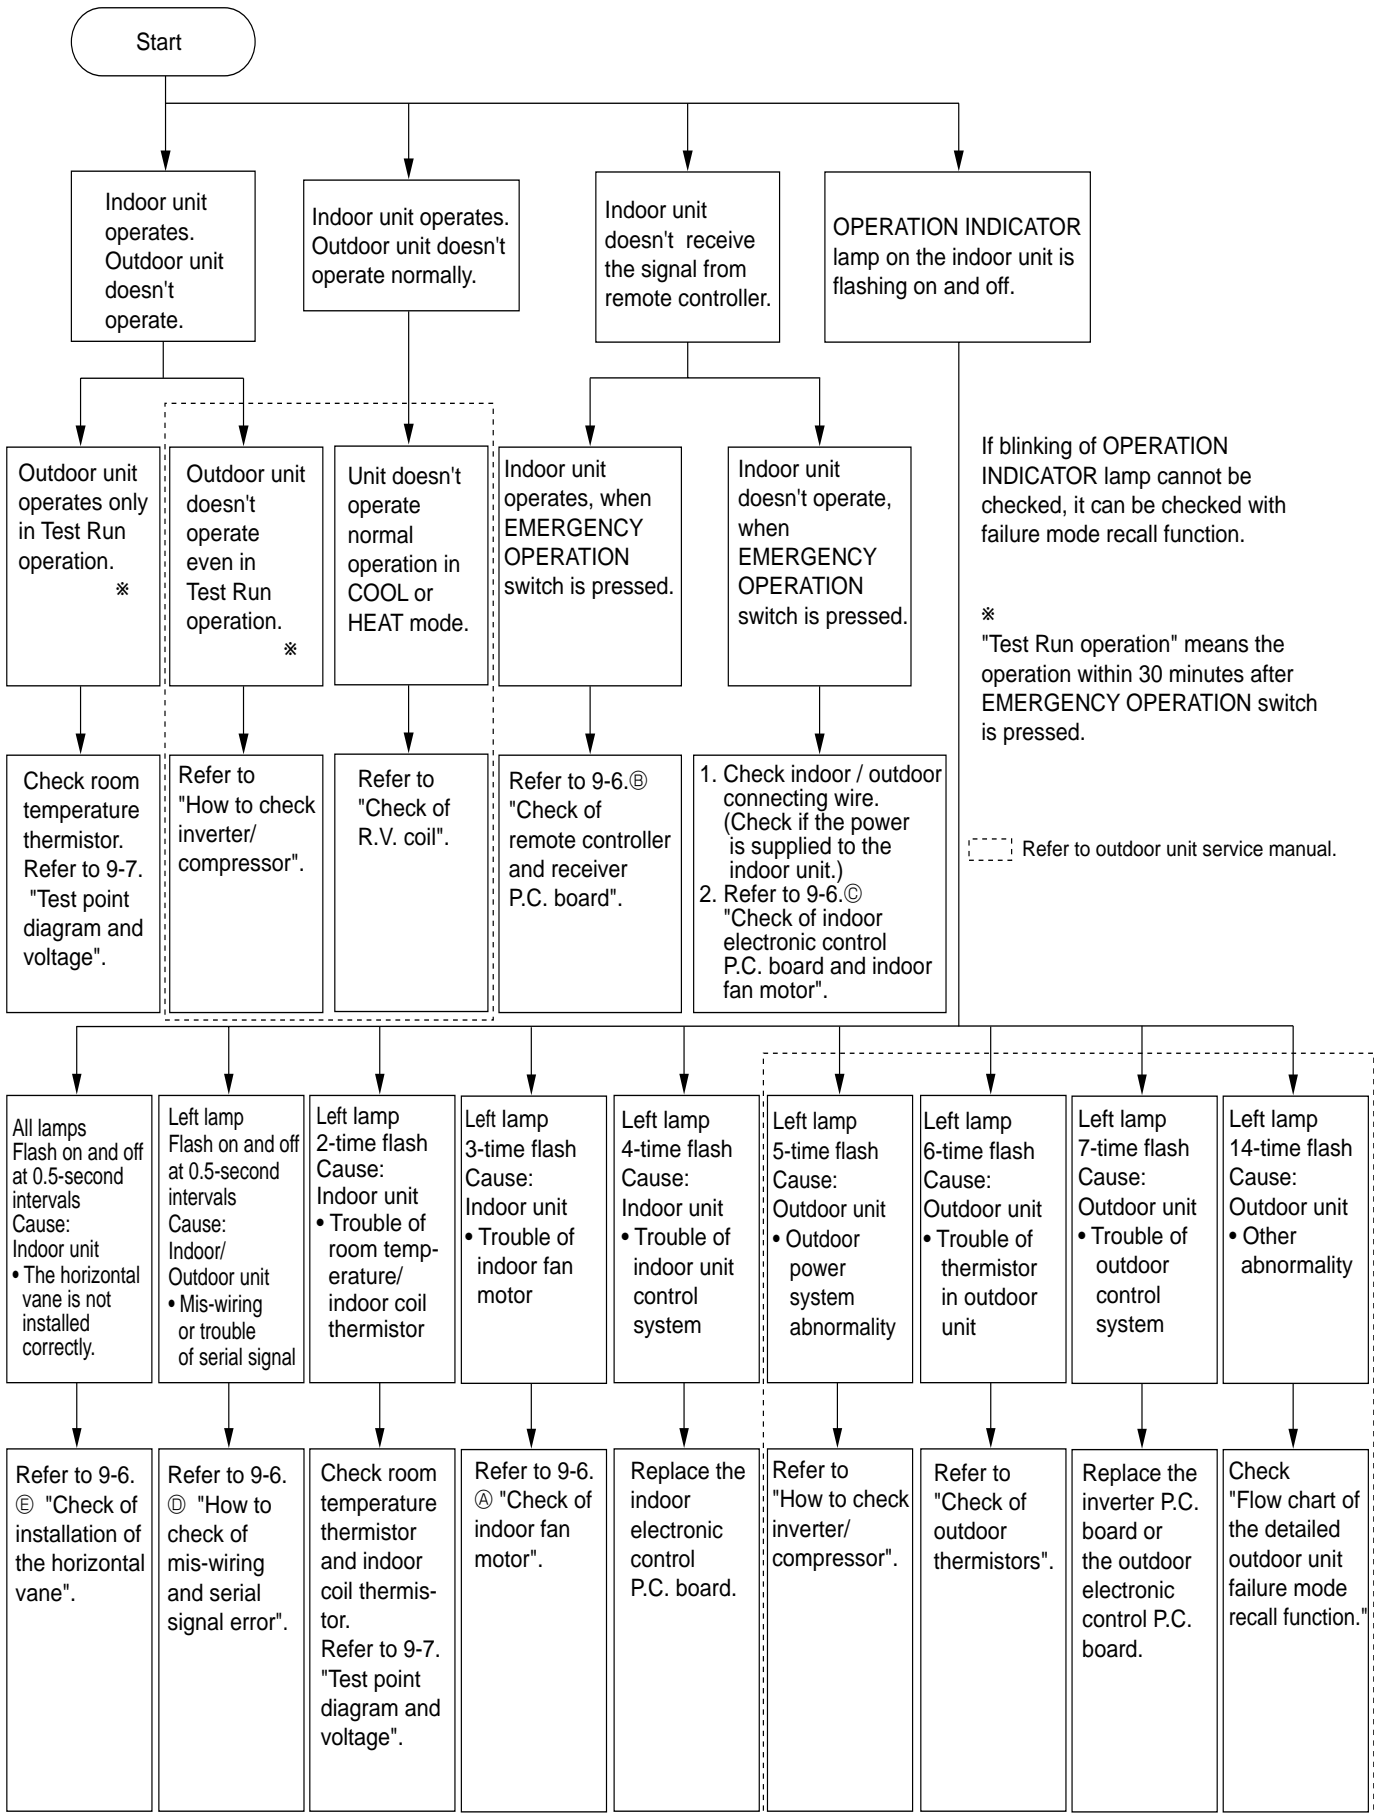 Start
Indoor unit
operates.
Outdoor unit
doesn't
operate.
Indoor unit operates.
Outdoor unit doesn't
operate normally.
Indoor unit
doesn't receive
the signal from
remote controller.
OPERATION INDICATOR
lamp on the indoor unit is
flashing on and off.
Outdoor unit
operates only
in Test Run
operation.
※
Outdoor unit
doesn't
operate
even in
Test Run
operation.
※
Unit doesn't
operate
normal
operation in
COOL or
HEAT mode.
Indoor unit
operates, when
EMERGENCY
OPERATION
switch is pressed.
Indoor unit
doesn't operate,
when
EMERGENCY
OPERATION
switch is pressed.
If blinking of OPERATION
INDICATOR lamp cannot be
checked, it can be checked with
failure mode recall function.
※
"Test Run operation" means the
operation within 30 minutes after
EMERGENCY OPERATION switch
is pressed.
Refer to outdoor unit service manual.
Check room
temperature
thermistor.
Refer to 9-7.
"Test point
diagram and
voltage".
Refer to
"How to check
inverter/
compressor".
Refer to
"Check of
R.V. coil".
Refer to 9-6.Ⓑ
"Check of
remote controller
and receiver
P.C. board".
1. Check indoor / outdoor
connecting wire.
(Check if the power
is supplied to the
indoor unit.)
2. Refer to 9-6.Ⓒ
"Check of indoor
electronic control
P.C. board and indoor
fan motor".
All lamps
Flash on and off
at 0.5-second
intervals
Cause:
Indoor unit
• The horizontal
vane is not
installed
correctly.
Left lamp
Flash on and off
at 0.5-second
intervals
Cause:
Indoor/
Outdoor unit
• Mis-wiring
or trouble
of serial signal
Left lamp
2-time flash
Cause:
Indoor unit
• Trouble of
room temp-
erature/
indoor coil
thermistor
Left lamp
3-time flash
Cause:
Indoor unit
• Trouble of
indoor fan
motor
Left lamp
4-time flash
Cause:
Indoor unit
• Trouble of
indoor unit
control
system
Left lamp
5-time flash
Cause:
Outdoor unit
• Outdoor
power
system
abnormality
Left lamp
6-time flash
Cause:
Outdoor unit
• Trouble of
thermistor
in outdoor
unit
Left lamp
7-time flash
Cause:
Outdoor unit
• Trouble of
outdoor
control
system
Left lamp
14-time flash
Cause:
Outdoor unit
• Other
abnormality
Refer to 9-6.
Ⓔ "Check of
installation of
the horizontal
vane".
Refer to 9-6.
Ⓓ "How to
check of
mis-wiring
and serial
signal error".
Check room
temperature
thermistor
and indoor
coil thermis-
tor.
Refer to 9-7.
"Test point
diagram and
voltage".
Refer to 9-6.
Ⓐ "Check of
indoor fan
motor".
Replace the
indoor
electronic
control
P.C. board.
Refer to
"How to check
inverter/
compressor".
Refer to
"Check of
outdoor
thermistors".
Replace the
inverter P.C.
board or
the outdoor
electronic
control P.C.
board.
Check
"Flow chart of
the detailed
outdoor unit
failure mode
recall function."